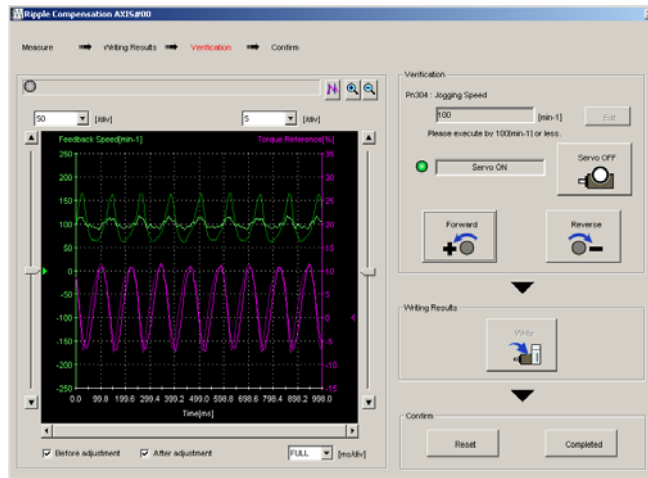 Ripple Compensation AXIS#00
Measure Writing Results Verification Confirm
50 [/div] 5 [/div]
Feedback Speed[min-1] Torque Reference[%]
250 35
200 30
150 25
100 20
50 15
0 10
-50 5
-100 0
-150 -5
-200 -10
-250 -15
0.0 99.8 199.6 299.4 399.2 499.0 598.8 698.6 798.4 898.2 998.0
Time[ms]
Before adjustment After adjustment FULL [ms/div]
Verification
Pn304 : Jogging Speed
100 [min-1] Edit
Please execute by 100[min-1] or less.
Servo ON
Servo OFF
Forward
Reverse
Writing Results
Write
Confirm
Reset
Completed